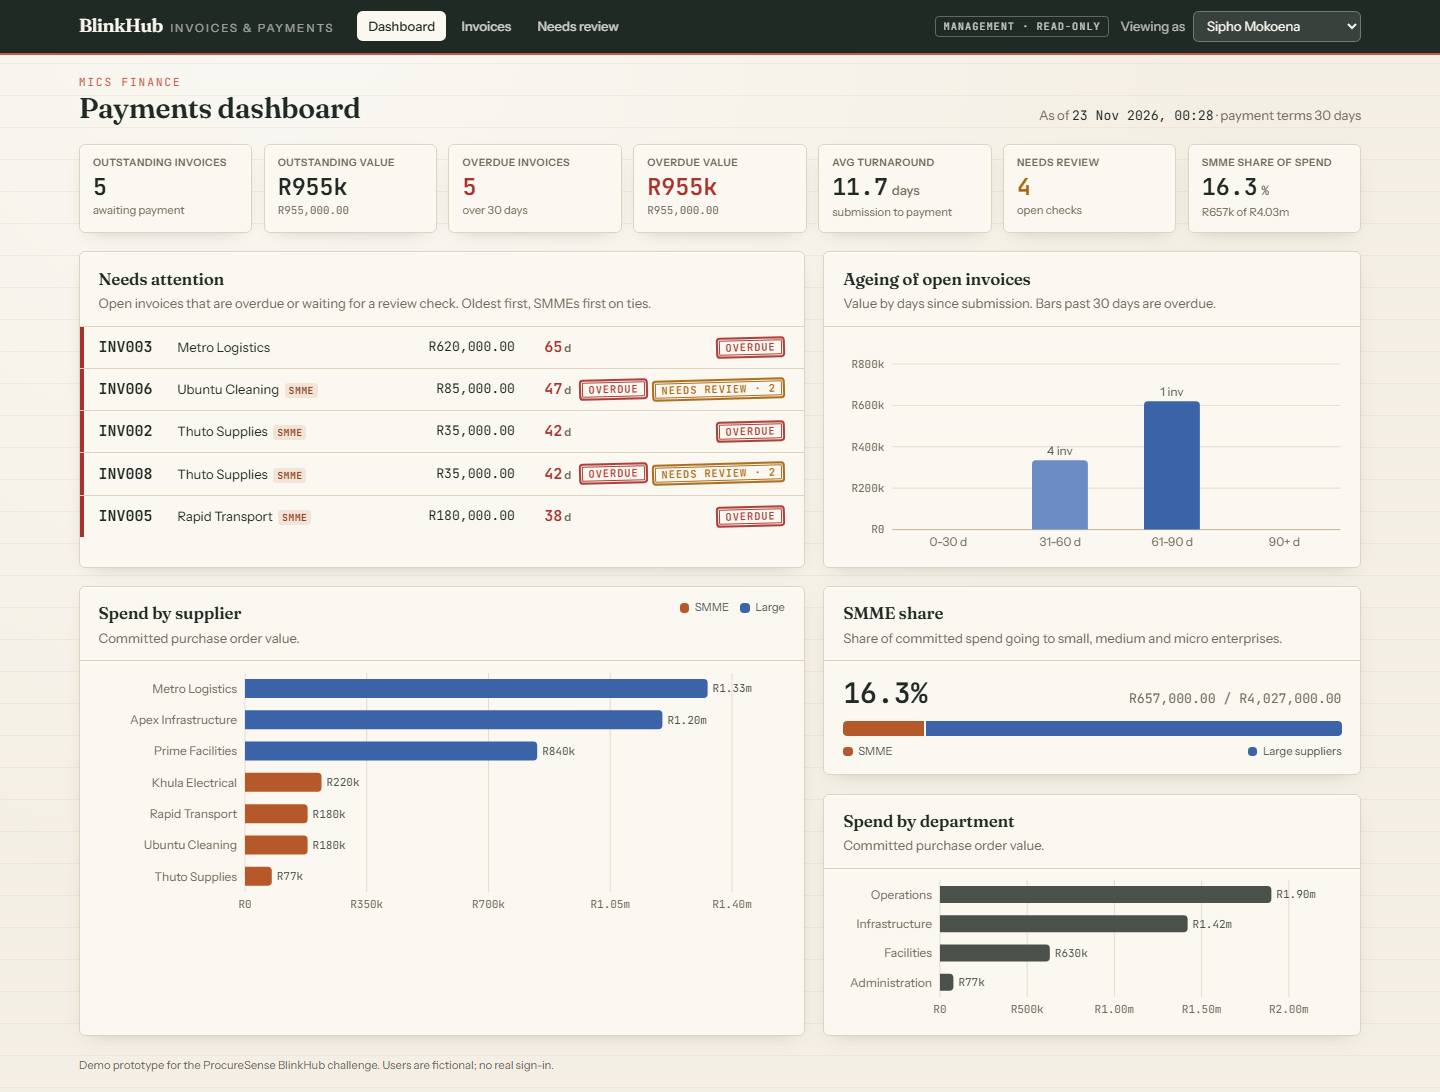 BlinkHub INVOICES & PAYMENTS Dashboard Invoices Needs review MANAGEMENT · READ-ONLY Viewing as Sipho Mokoena
MICS FINANCE
Payments dashboard
As of 23 Nov 2026, 00:28 · payment terms 30 days
OUTSTANDING INVOICES
5
awaiting payment
OUTSTANDING VALUE
R955k
R955,000.00
OVERDUE INVOICES
5
over 30 days
OVERDUE VALUE
R955k
R955,000.00
AVG TURNAROUND
11.7 days
submission to payment
NEEDS REVIEW
4
open checks
SMME SHARE OF SPEND
16.3 %
R657k of R4.03m
Needs attention
Open invoices that are overdue or waiting for a review check. Oldest first, SMMEs first on ties.
INV003 Metro Logistics R620,000.00 65 d OVERDUE
INV006 Ubuntu Cleaning SMME R85,000.00 47 d OVERDUE NEEDS REVIEW · 2
INV002 Thuto Supplies SMME R35,000.00 42 d OVERDUE
INV008 Thuto Supplies SMME R35,000.00 42 d OVERDUE NEEDS REVIEW · 2
INV005 Rapid Transport SMME R180,000.00 38 d OVERDUE
Ageing of open invoices
Value by days since submission. Bars past 30 days are overdue.
R800k
R600k
R400k
R200k
R0
4 inv
1 inv
0-30 d 31-60 d 61-90 d 90+ d
Spend by supplier
Committed purchase order value.
SMME Large
Metro Logistics R1.33m
Apex Infrastructure R1.20m
Prime Facilities R840k
Khula Electrical R220k
Rapid Transport R180k
Ubuntu Cleaning R180k
Thuto Supplies R77k
R0 R350k R700k R1.05m R1.40m
SMME share
Share of committed spend going to small, medium and micro enterprises.
16.3% R657,000.00 / R4,027,000.00
SMME Large suppliers
Spend by department
Committed purchase order value.
Operations R1.90m
Infrastructure R1.42m
Facilities R630k
Administration R77k
R0 R500k R1.00m R1.50m R2.00m
Demo prototype for the ProcureSense BlinkHub challenge. Users are fictional; no real sign-in.